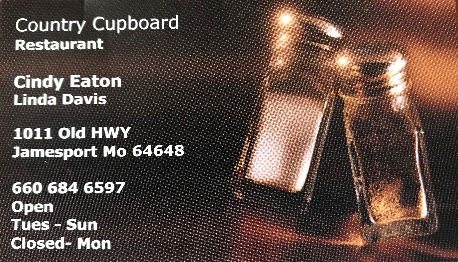 Country Cupboard
Restaurant
Cindy Eaton
Linda Davis
1011 Old HWY
Jamesport Mo 64648
660 684 6597
Open
Tues - Sun
Closed- Mon